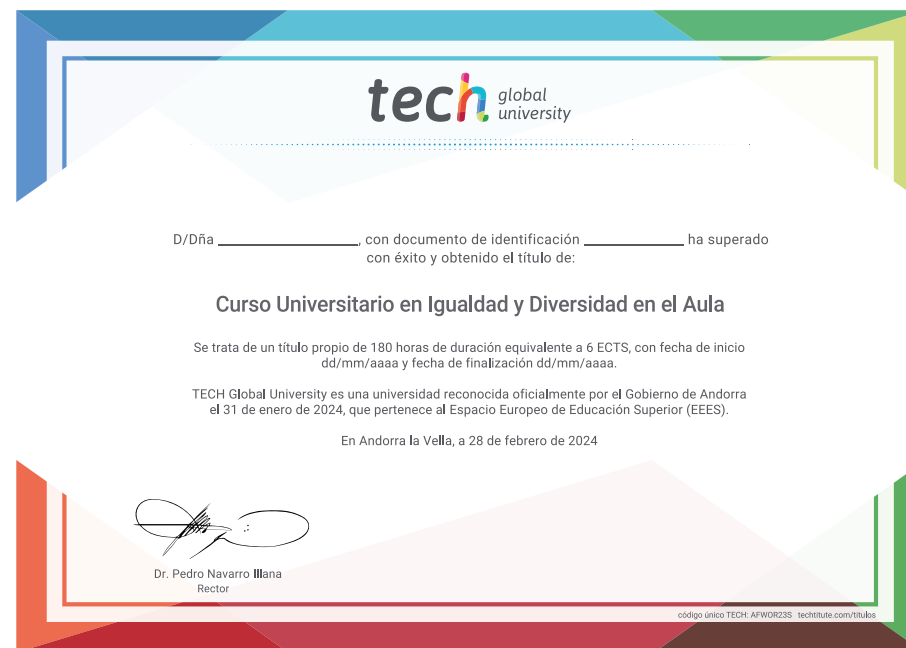 tech global university
D/Dña ____________________, con documento de identificación ______________ ha superado
con éxito y obtenido el título de:
Curso Universitario en Igualdad y Diversidad en el Aula
Se trata de un título propio de 180 horas de duración equivalente a 6 ECTS, con fecha de inicio
dd/mm/aaaa y fecha de finalización dd/mm/aaaa.
TECH Global University es una universidad reconocida oficialmente por el Gobierno de Andorra
el 31 de enero de 2024, que pertenece al Espacio Europeo de Educación Superior (EEES).
En Andorra la Vella, a 28 de febrero de 2024
Dr. Pedro Navarro Illana
Rector
código único TECH: AFWOR23S techtitute.com/titulos